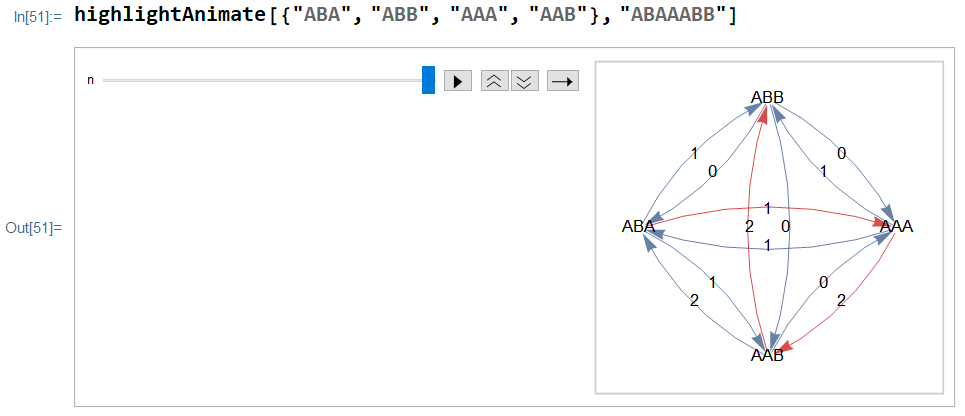 In[51]:= highlightAnimate[{"ABA", "ABB", "AAA", "AAB"}, "ABAAABB"]
n
ABB
1
0
0
1
Out[51]=
ABA
1
2
0
1
AAA
1
2
0
2
AAB